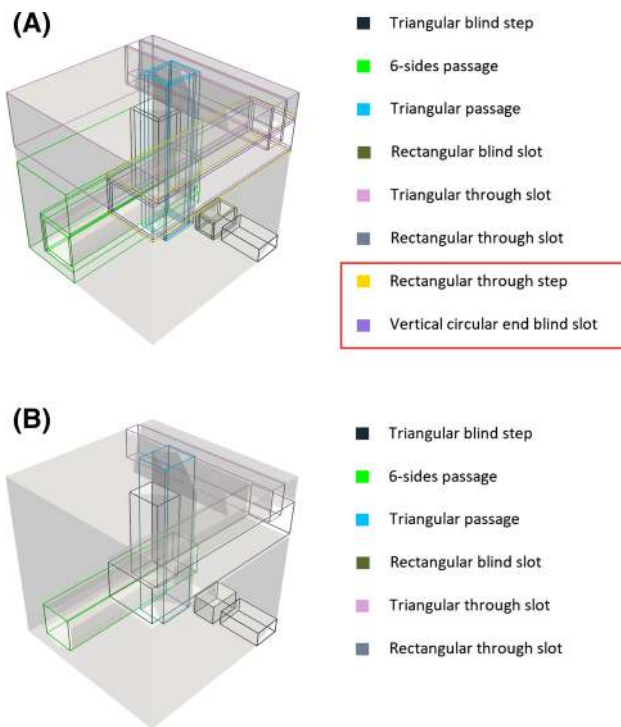 (A)
Triangular blind step
6-sides passage
Triangular passage
Rectangular blind slot
Triangular through slot
Rectangular through slot
Rectangular through step
Vertical circular end blind slot
(B)
Triangular blind step
6-sides passage
Triangular passage
Rectangular blind slot
Triangular through slot
Rectangular through slot